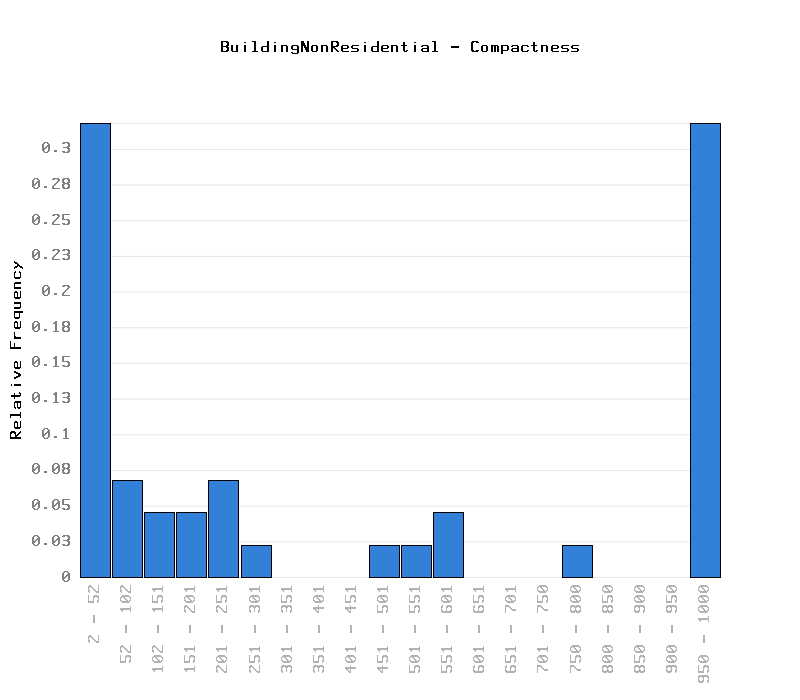 BuildingNonResidential - Compactness
Relative Frequency
0.3
0.28
0.25
0.23
0.2
0.18
0.15
0.13
0.1
0.08
0.05
0.03
0
2 - 52
52 - 102
102 - 151
151 - 201
201 - 251
251 - 301
301 - 351
351 - 401
401 - 451
451 - 501
501 - 551
551 - 601
601 - 651
651 - 701
701 - 750
750 - 800
800 - 850
850 - 900
900 - 950
950 - 1000